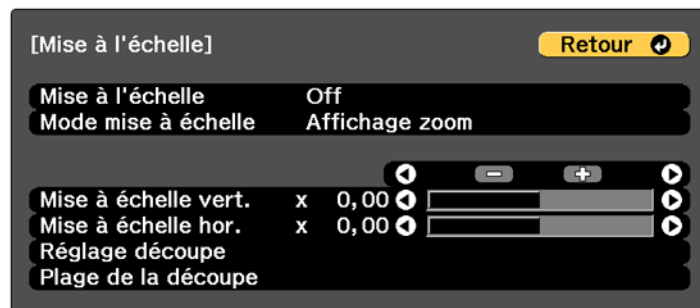 [Mise à l'échelle]
Retour
Mise à l'échelle Off
Mode mise à échelle Affichage zoom
Mise à échelle vert. x 0,00
Mise à échelle hor. x 0,00
Réglage découpe
Plage de la découpe